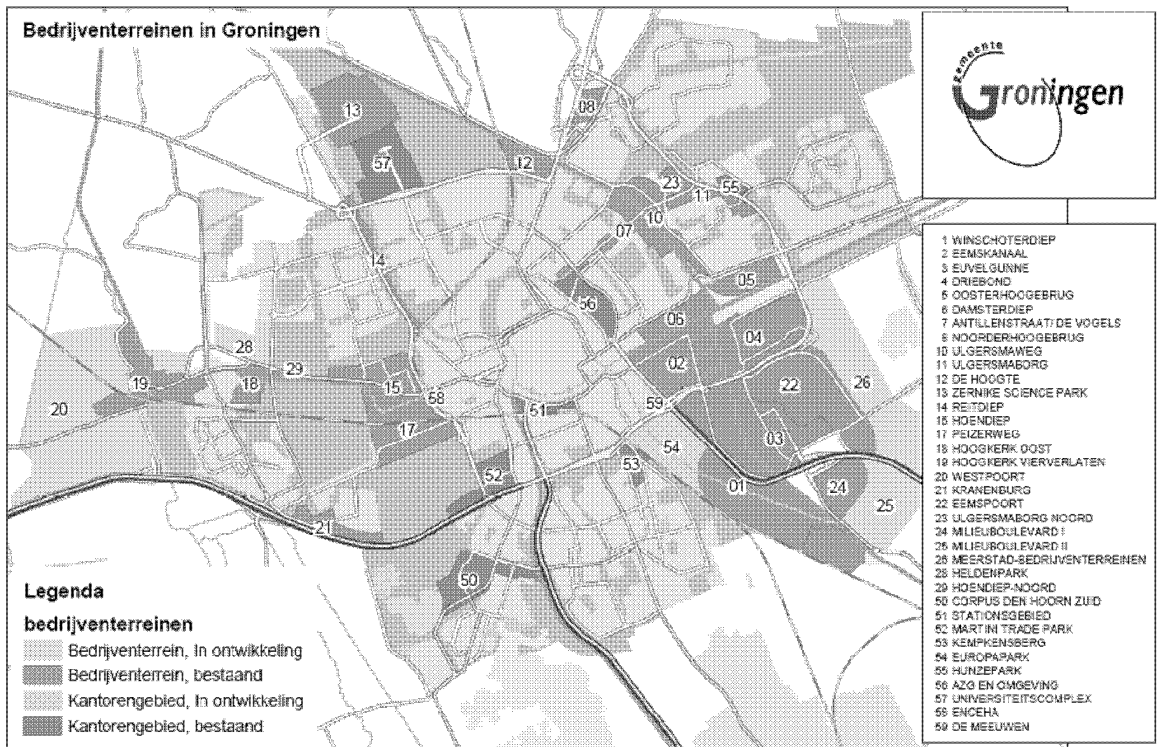 Bedrijventerreinen in Groningen
gemeente
Groningen
13
08
57
12
23
55
11
10
07
14
05
56
06
04
02
28
29
19
18
15
58
22
26
20
51
59
17
03
54
52
53
01
24
25
21
50
1 WINSCHOTERDIEP
2 EEMSKANAAL
3 EUVELGUNNE
4 DRIEBOND
5 OOSTERHOOGEBRUG
6 DAMSTERDIEP
7 ANTILLENSTRAAT/ DE VOGELS
8 NOORDERHOOGEBRUG
10 ULGERSMAWEG
11 ULGERSMABORG
12 DE HOOGTE
13 ZERNIKE SCIENCE PARK
14 REITDIEP
15 HOENDIEP
17 PEIZERWEG
18 HOOGKERK OOST
19 HOOGKERK VIERVERLATEN
20 WESTPOORT
21 KRANENBURG
22 EEMSPOORT
23 ULGERSMABORG NOORD
24 MILIEUBOULEVARD I
25 MILIEUBOULEVARD II
26 MEERSTAD-BEDRIJVENTERREINEN
28 HELDENPARK
29 HOENDIEP-NOORD
50 CORPUS DEN HOORN ZUID
51 STATIONSGEBIED
52 MARTINI TRADE PARK
53 KEMPKENSBERG
54 EUROPAPARK
55 HUNZEPARK
56 AZG EN OMGEVING
57 UNIVERSITEITSCOMPLEX
58 ENCEHA
59 DE MEEUWEN
Legenda
bedrijventerreinen
Bedrijventerrein, In ontwikkeling
Bedrijventerrein, bestaand
Kantorengebied, In ontwikkeling
Kantorengebied, bestaand